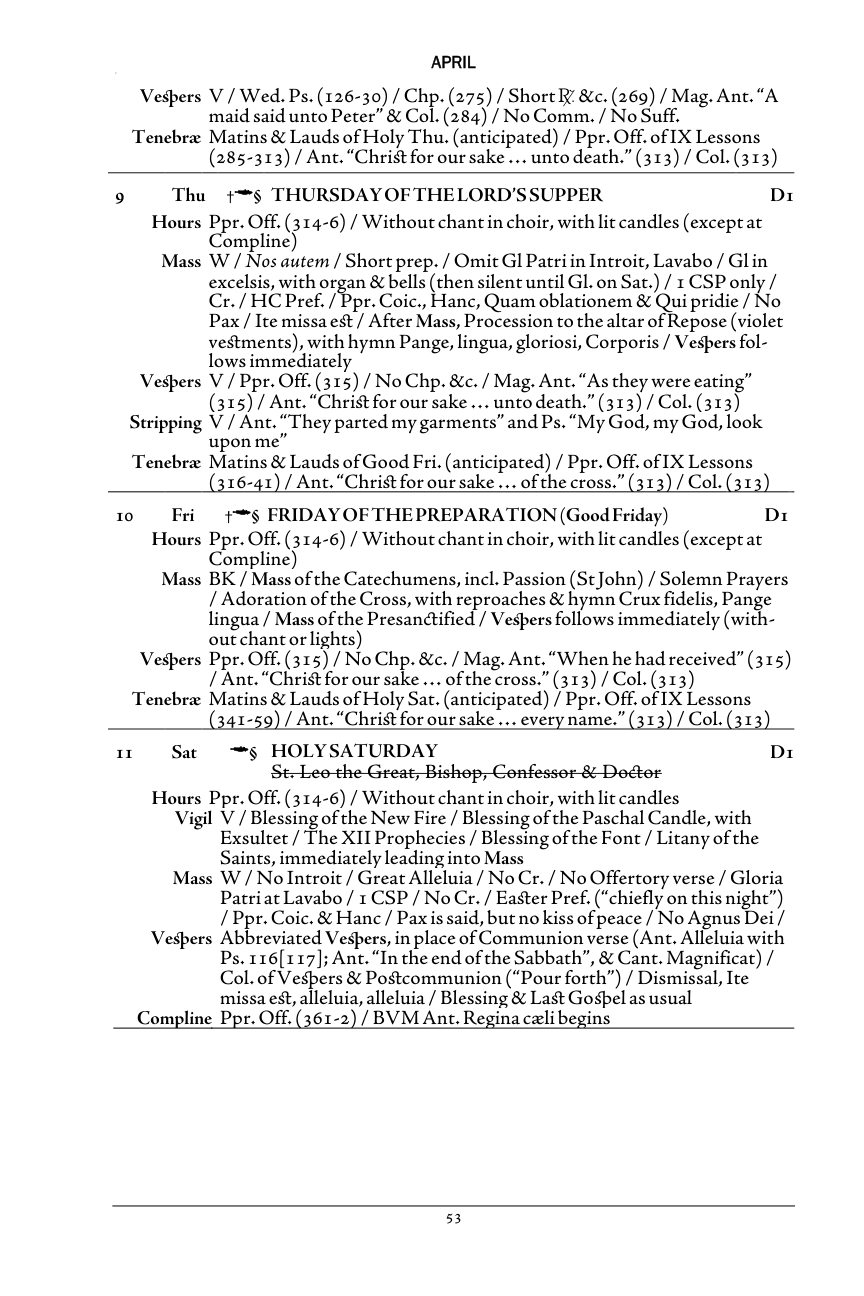 APRIL
Vespers V / Wed. Ps. (126-30) / Chp. (275) / Short ℟ &c. (269) / Mag. Ant. “A
maid said unto Peter” & Col. (284) / No Comm. / No Suff.
Tenebræ Matins & Lauds of Holy Thu. (anticipated) / Ppr. Off. of IX Lessons
(285-313) / Ant. “Christ for our sake … unto death.” (313) / Col. (313)
9 Thu †§ THURSDAY OF THE LORD’S SUPPER D1
Hours Ppr. Off. (314-6) / Without chant in choir, with lit candles (except at
Compline)
Mass W / Nos autem / Short prep. / Omit Gl Patri in Introit, Lavabo / Gl in
excelsis, with organ & bells (then silent until Gl. on Sat.) / 1 CSP only /
Cr. / HC Pref. / Ppr. Coic., Hanc, Quam oblationem & Qui pridie / No
Pax / Ite missa est / After Mass, Procession to the altar of Repose (violet
vestments), with hymn Pange, lingua, gloriosi, Corporis / Vespers fol-
lows immediately
Vespers V / Ppr. Off. (315) / No Chp. &c. / Mag. Ant. “As they were eating”
(315) / Ant. “Christ for our sake … unto death.” (313) / Col. (313)
Stripping V / Ant. “They parted my garments” and Ps. “My God, my God, look
upon me”
Tenebræ Matins & Lauds of Good Fri. (anticipated) / Ppr. Off. of IX Lessons
(316-41) / Ant. “Christ for our sake … of the cross.” (313) / Col. (313)
10 Fri †§ FRIDAY OF THE PREPARATION (Good Friday) D1
Hours Ppr. Off. (314-6) / Without chant in choir, with lit candles (except at
Compline)
Mass BK / Mass of the Catechumens, incl. Passion (St John) / Solemn Prayers
/ Adoration of the Cross, with reproaches & hymn Crux fidelis, Pange
lingua / Mass of the Presanctified / Vespers follows immediately (with-
out chant or lights)
Vespers Ppr. Off. (315) / No Chp. &c. / Mag. Ant. “When he had received” (315)
/ Ant. “Christ for our sake … of the cross.” (313) / Col. (313)
Tenebræ Matins & Lauds of Holy Sat. (anticipated) / Ppr. Off. of IX Lessons
(341-59) / Ant. “Christ for our sake … every name.” (313) / Col. (313)
11 Sat § HOLY SATURDAY D1
St. Leo the Great, Bishop, Confessor & Doctor
Hours Ppr. Off. (314-6) / Without chant in choir, with lit candles
Vigil V / Blessing of the New Fire / Blessing of the Paschal Candle, with
Exsultet / The XII Prophecies / Blessing of the Font / Litany of the
Saints, immediately leading into Mass
Mass W / No Introit / Great Alleluia / No Cr. / No Offertory verse / Gloria
Patri at Lavabo / 1 CSP / No Cr. / Easter Pref. (“chiefly on this night”)
/ Ppr. Coic. & Hanc / Pax is said, but no kiss of peace / No Agnus Dei /
Vespers Abbreviated Vespers, in place of Communion verse (Ant. Alleluia with
Ps. 116[117]; Ant. “In the end of the Sabbath”, & Cant. Magnificat) /
Col. of Vespers & Postcommunion (“Pour forth”) / Dismissal, Ite
missa est, alleluia, alleluia / Blessing & Last Gospel as usual
Compline Ppr. Off. (361-2) / BVM Ant. Regina cæli begins
53